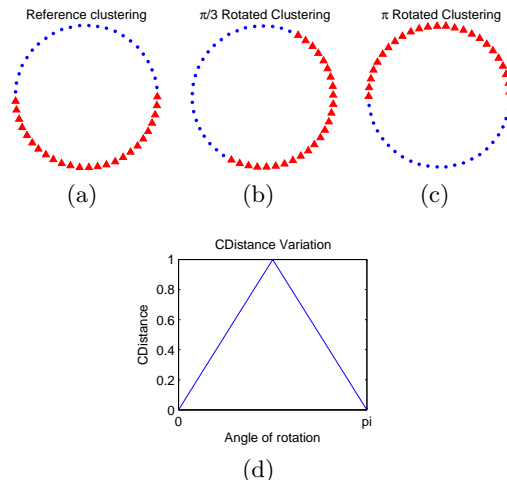 Reference clustering
π/3 Rotated Clustering
π Rotated Clustering
(a)
(b)
(c)
CDistance Variation
CDistance
1
0.8
0.6
0.4
0.2
0
0
pi
Angle of rotation
(d)